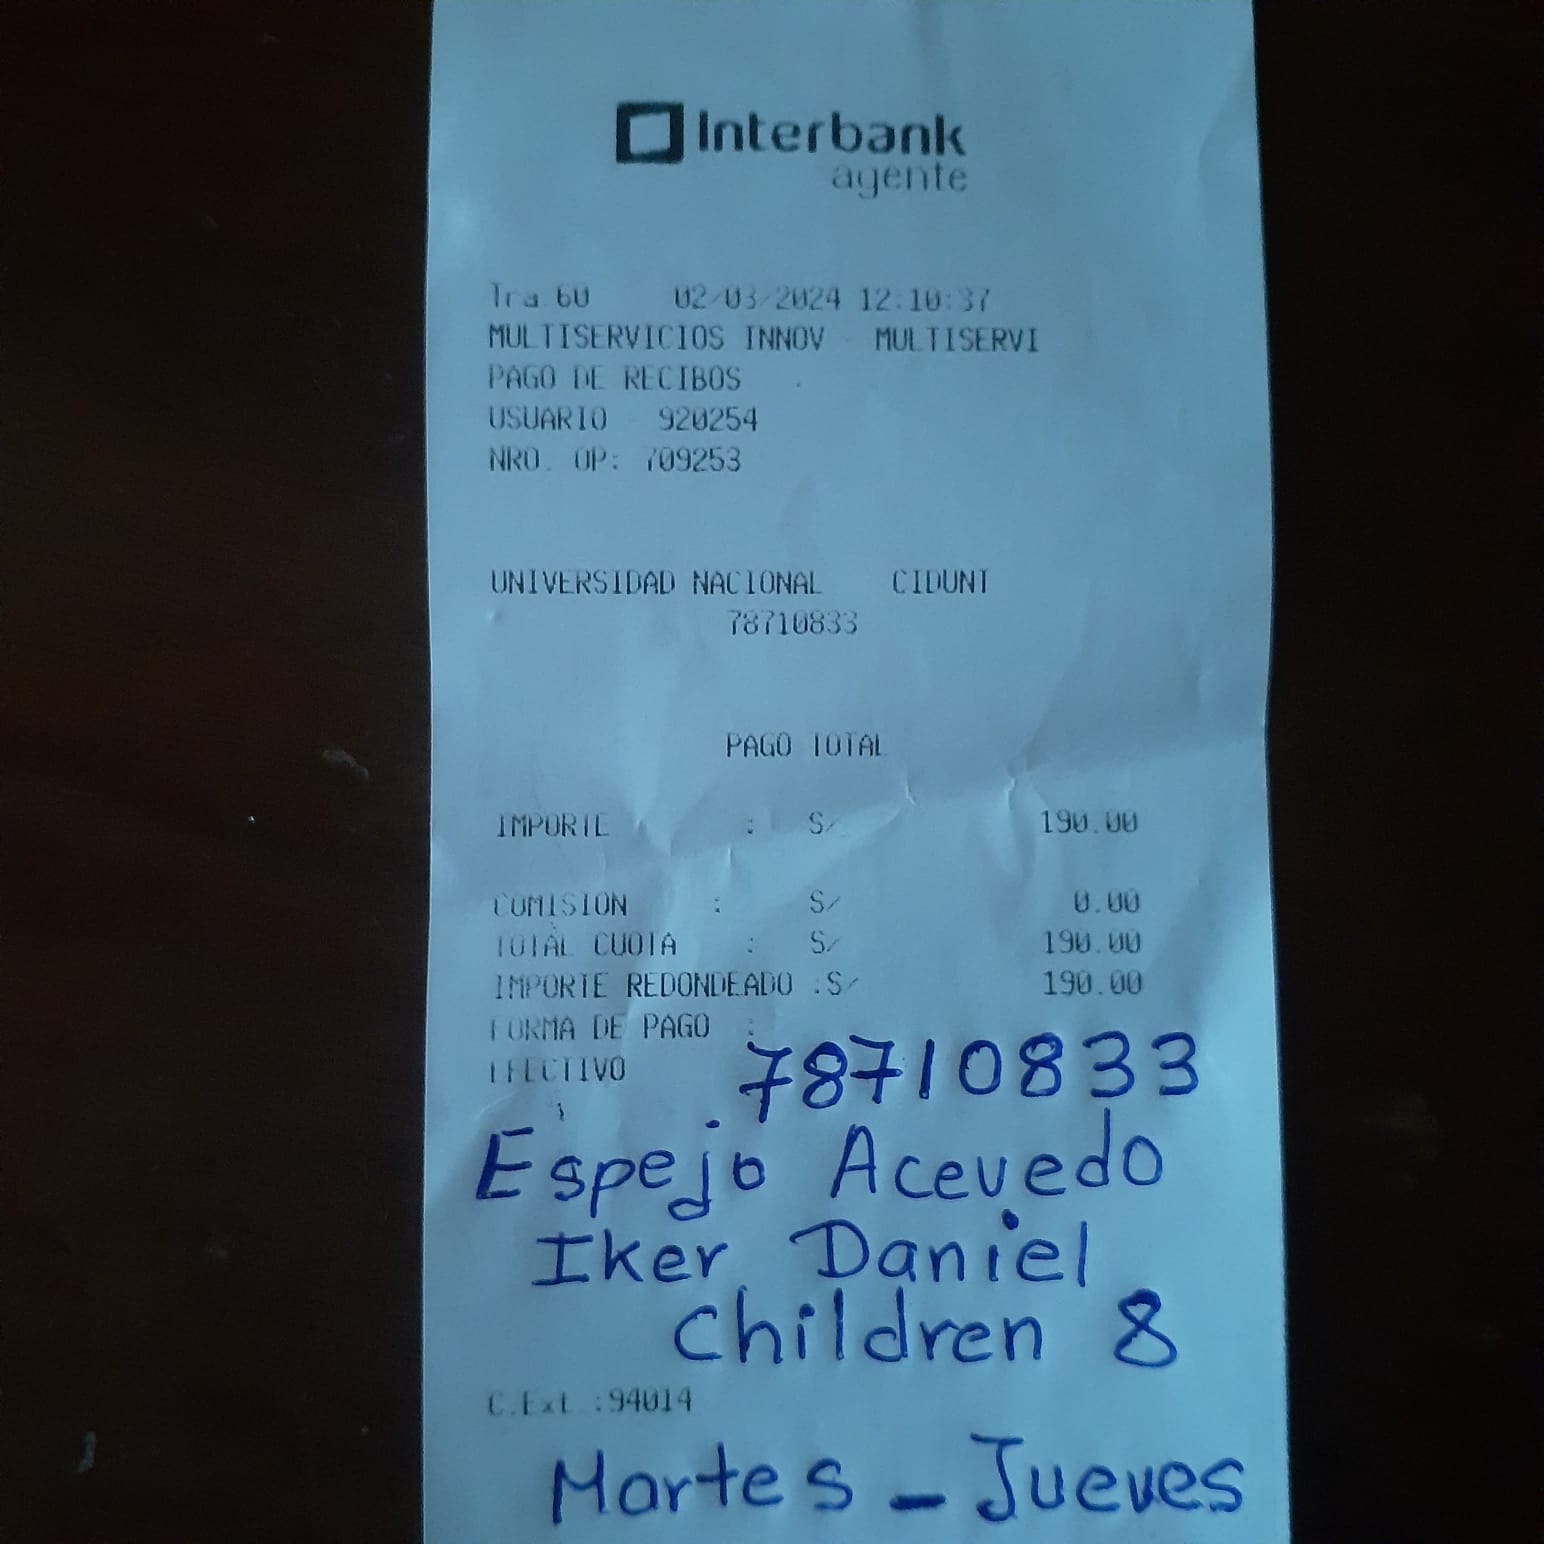 Interbank
agente
Tra.60 02/03/2024 12:10:37
MULTISERVICIOS INNOV - MULTISERVI
PAGO DE RECIBOS
USUARIO - 920254
NRO. OP: 709253
UNIVERSIDAD NACIONAL CIDUNT
78710833
PAGO TOTAL
IMPORTE : S/ 190.00
COMISION : S/ 0.00
TOTAL CUOTA : S/ 190.00
IMPORTE REDONDEADO :S/ 190.00
FORMA DE PAGO :
EFECTIVO 78710833
Espejo Acevedo
Iker Daniel
Children 8
C.Ext.:94014
Martes - Jueves